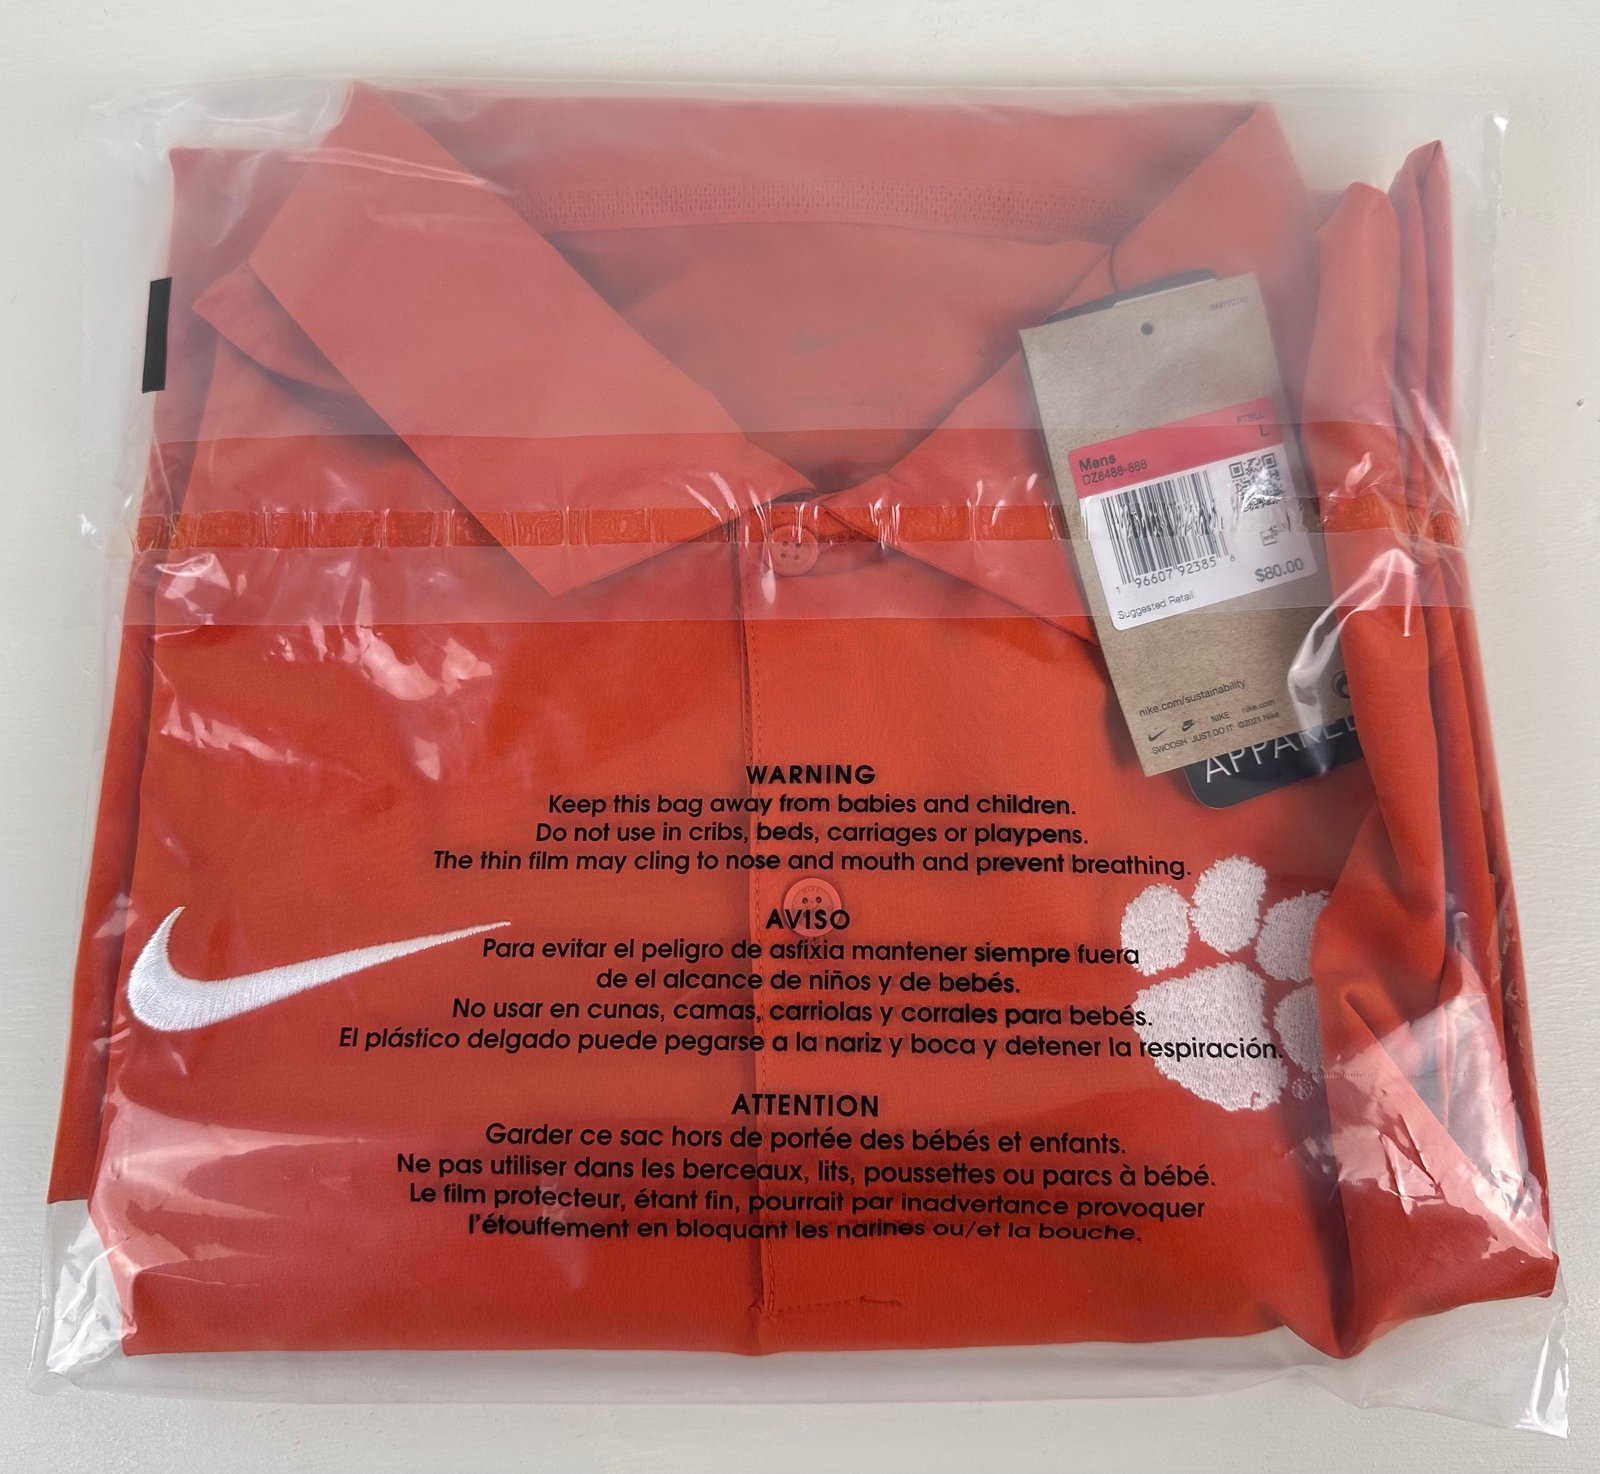 FTBLL
L
Mens
DZ8488-888
1 96607 92385 6
$80.00
Suggested Retail
nike.com/sustainability
NIKE nike.com
SWOOSH JUST DO IT ©2021 Nike
APPAREL
WARNING
Keep this bag away from babies and children.
Do not use in cribs, beds, carriages or playpens.
The thin film may cling to nose and mouth and prevent breathing.
AVISO
Para evitar el peligro de asfixia mantener siempre fuera
de el alcance de niños y de bebés.
No usar en cunas, camas, carriolas y corrales para bebés.
El plástico delgado puede pegarse a la nariz y boca y detener la respiración.
ATTENTION
Garder ce sac hors de portée des bébés et enfants.
Ne pas utiliser dans les berceaux, lits, poussettes ou parcs à bébé.
Le film protecteur, étant fin, pourrait par inadvertance provoquer
l'étouffement en bloquant les narines ou/et la bouche.